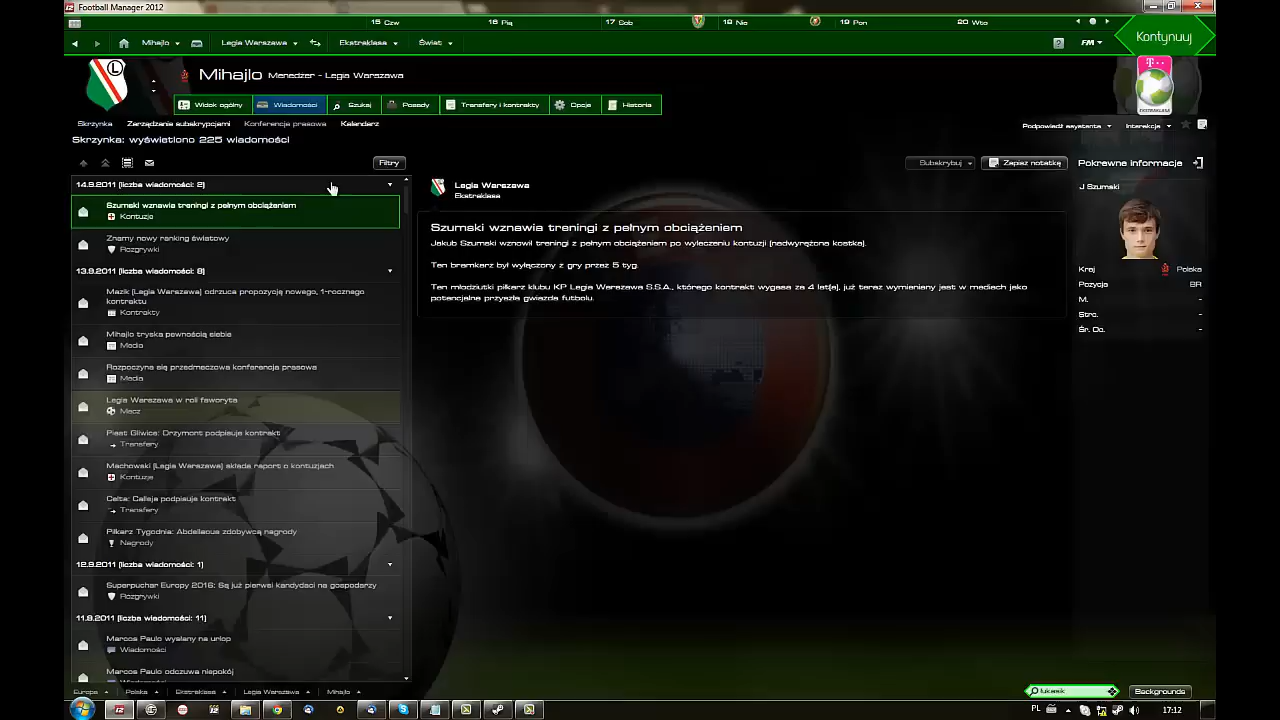 Football Manager 2012
15 Czw
16 Pią
17 Sob
18 Nie
19 Pon
20 Wto
Mihajlo
Legia Warszawa
Ekstraklasa
Świat
FM
Kontynuuj
Mihajlo Menedżer - Legia Warszawa
Widok ogólny
Wiadomości
Szukaj
Posady
Transfery i kontrakty
Opcje
Historia
Skrzynka
Zarządzanie subskrypcjami
Konferencje prasowe
Kalendarz
Podpowiedź asystenta
Interakcja
Skrzynka: wyświetlono 225 wiadomości
Filtry
Subskrybuj
Zapisz notatkę
Pokrewne informacje
14.9.2011 (liczba wiadomości: 2)
Szumski wznawia treningi z pełnym obciążeniem
Kontuzje
Znamy nowy ranking światowy
Rozgrywki
13.9.2011 (liczba wiadomości: 8)
Mazik (Legia Warszawa) odrzuca propozycję nowego, 1-rocznego
kontraktu
Kontrakty
Mihajlo tryska pewnością siebie
Media
Rozpoczyna się przedmeczowa konferencja prasowa
Media
Legia Warszawa w roli faworyta
Mecz
Piast Gliwice: Drzymont podpisuje kontrakt
Transfery
Machowski (Legia Warszawa) składa raport o kontuzjach
Kontuzje
Celta: Calleja podpisuje kontrakt
Transfery
Piłkarz Tygodnia: Abdellaoue zdobywcą nagrody
Nagrody
12.9.2011 (liczba wiadomości: 1)
Superpuchar Europy 2016: Są już pierwsi kandydaci na gospodarzy
Rozgrywki
11.9.2011 (liczba wiadomości: 11)
Marcos Paulo wysłany na urlop
Wiadomości
Marcos Paulo odczuwa niepokój
Legia Warszawa
Ekstraklasa
Szumski wznawia treningi z pełnym obciążeniem
Jakub Szumski wznowił treningi z pełnym obciążeniem po wyleczeniu kontuzji (nadwyrężona kostka).
Ten bramkarz był wyłączony z gry przez 5 tyg.
Ten młodziutki piłkarz klubu KP Legia Warszawa S.S.A., którego kontrakt wygasa za 4 lat(a), już teraz wymieniany jest w mediach jako
potencjalna przyszła gwiazda futbolu.
J Szumski
Kraj Polska
Pozycja BR
M. -
Strz. -
Śr. Oc. -
Europa
Polska
Ekstraklasa
Legia Warszawa
Mihajlo
lukasik
Backgrounds
PL
17:12